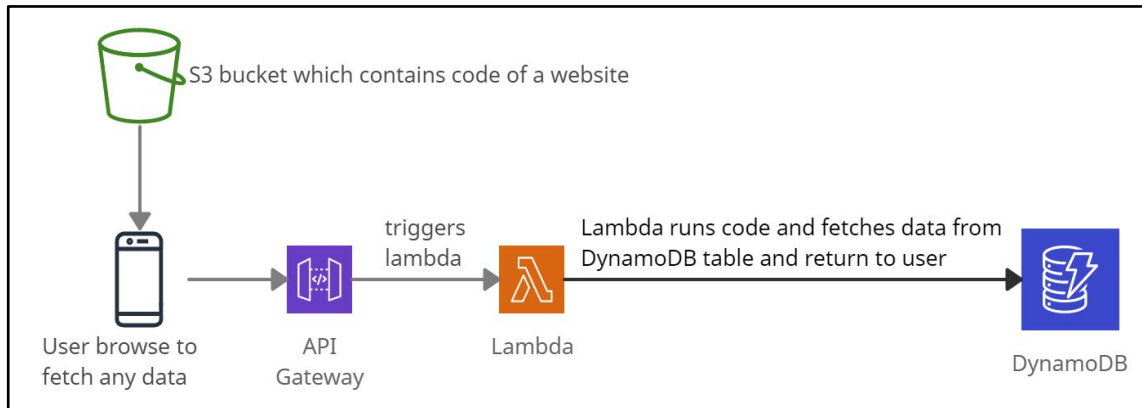 S3 bucket which contains code of a website
triggers
lambda
Lambda runs code and fetches data from
DynamoDB table and return to user
User browse to
fetch any data
API
Gateway
Lambda
DynamoDB